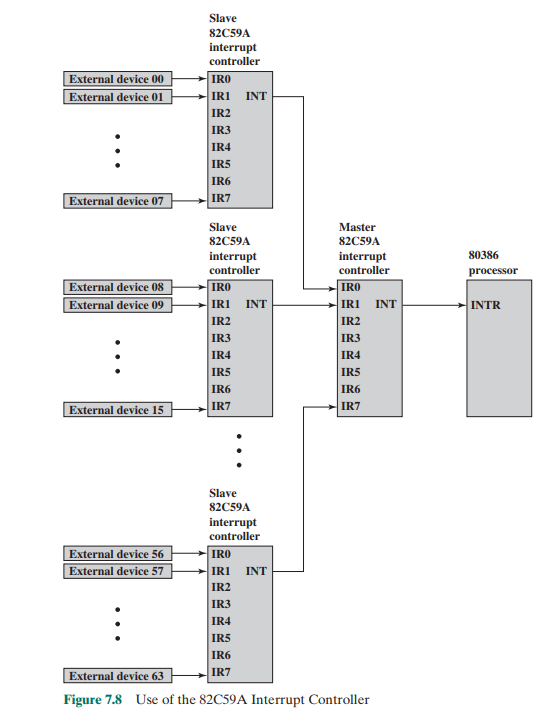 Slave
82C59A
interrupt
controller
External device 00
IR0
External device 01
IR1 INT
IR2
IR3
IR4
IR5
IR6
External device 07
IR7
Slave
82C59A
interrupt
controller
Master
82C59A
interrupt
controller
80386
processor
External device 08
IR0
IR0
External device 09
IR1 INT
IR1 INT
INTR
IR2
IR2
IR3
IR3
IR4
IR4
IR5
IR5
IR6
IR6
External device 15
IR7
IR7
Slave
82C59A
interrupt
controller
External device 56
IR0
External device 57
IR1 INT
IR2
IR3
IR4
IR5
IR6
External device 63
IR7
Figure 7.8 Use of the 82C59A Interrupt Controller